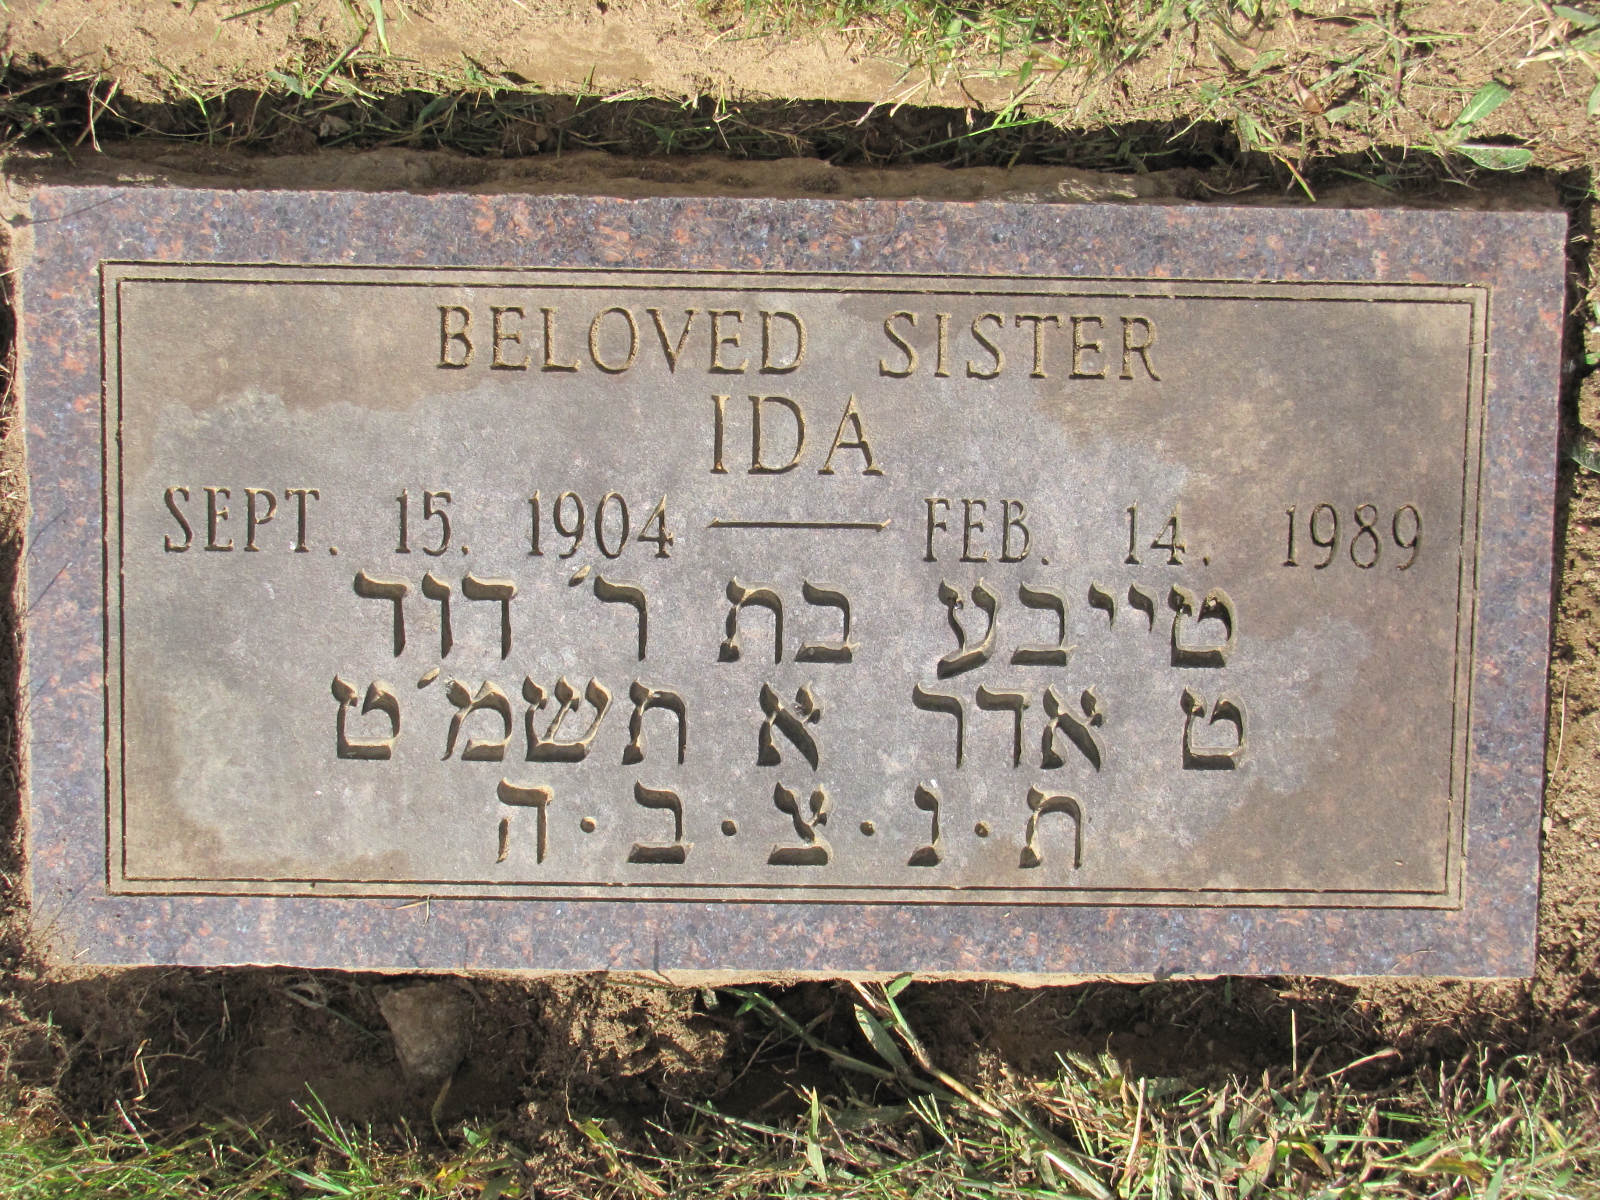 BELOVED SISTER
IDA
SEPT. 15. 1904 — FEB. 14. 1989
טייבע בת ר׳ דוד
ט אדר א תשמ׳ט
ת·נ·צ·ב·ה